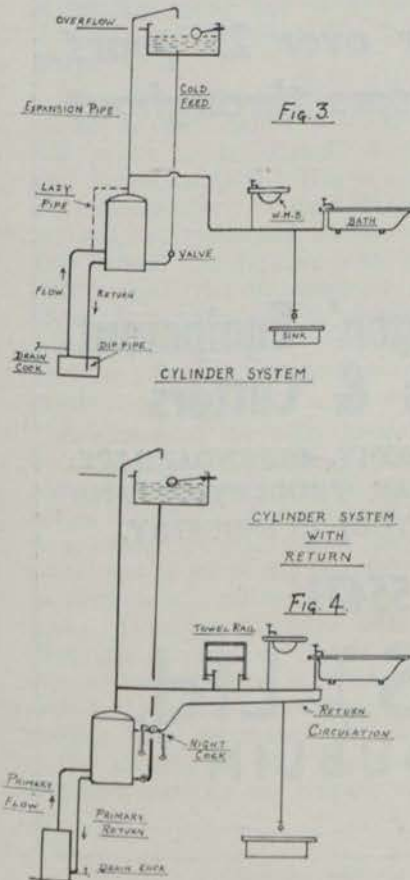 OVERFLOW
COLD
FEED
EXPANSION PIPE
FIG. 3.
LAZY
PIPE
W.H.B.
BATH
VALVE
FLOW
RETURN
DRAIN
COCK
DIP PIPE
SINK
CYLINDER SYSTEM
CYLINDER SYSTEM
WITH
RETURN
FIG. 4.
TOWEL RAIL
RETURN
CIRCULATION
NIGHT
COCK
PRIMARY
FLOW
PRIMARY
RETURN
DRAIN COCK